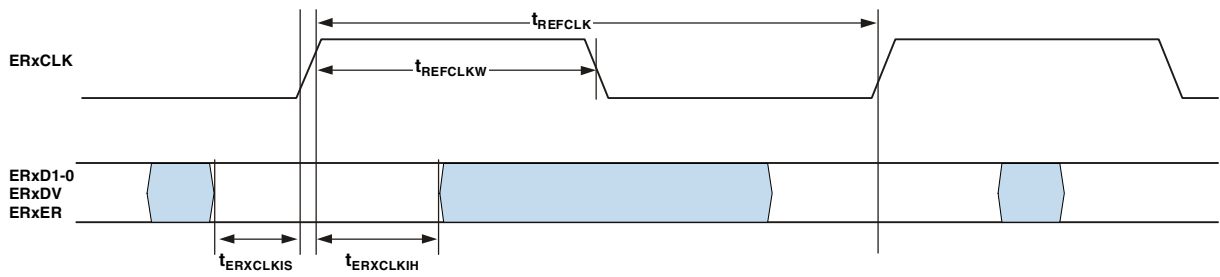 tREFCLK
ERxCLK
tREFCLKW
ERxD1-0
ERxDV
ERxER
tERXCLKIS
tERXCLKIH